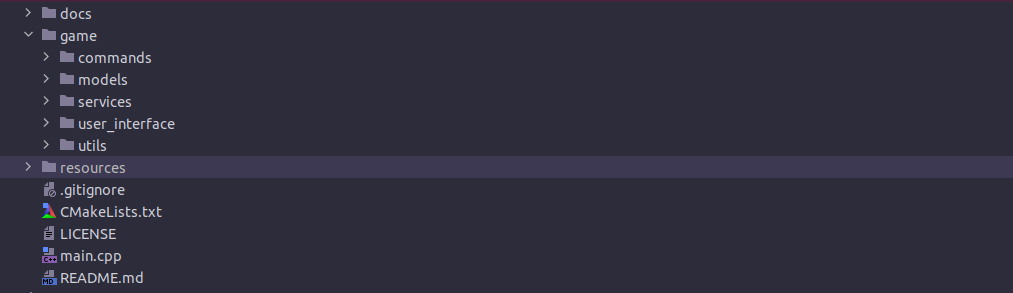 docs
game
commands
models
services
user_interface
utils
resources
.gitignore
CMakeLists.txt
LICENSE
main.cpp
README.md